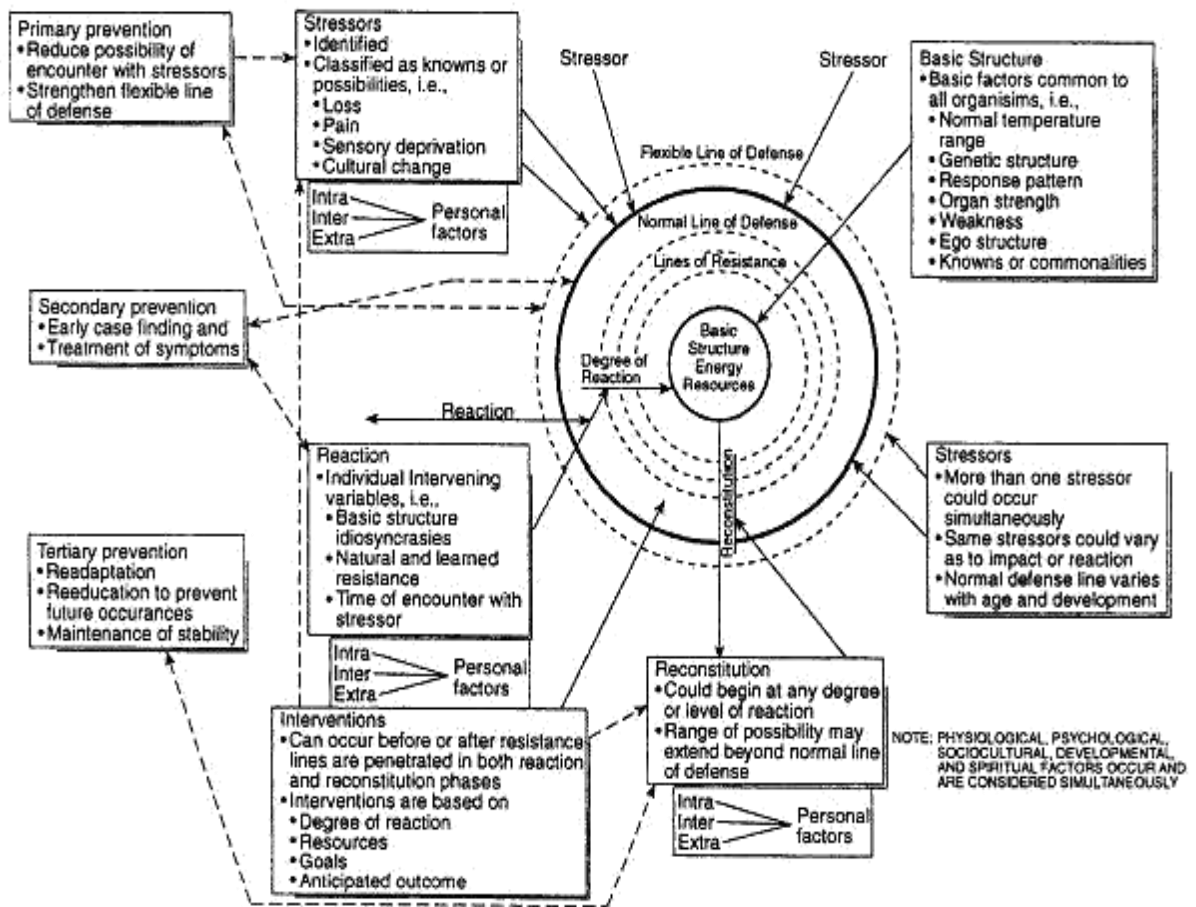 Primary prevention
• Reduce possibility of
encounter with stressors
• Strengthen flexible line
of defense
Stressors
• Identified
• Classified as knowns or
possibilities, i.e.,
• Loss
• Pain
• Sensory deprivation
• Cultural change
Intra
Inter
Extra
Personal
factors
Stressor
Stressor
Basic Structure
• Basic factors common to
all organisims, i.e.,
• Normal temperature
range
• Genetic structure
• Response pattern
• Organ strength
• Weakness
• Ego structure
• Knowns or commonalities
Flexible Line of Defense
Normal Line of Defense
Lines of Resistance
Basic
Structure
Energy
Resources
Degree of
Reaction
Reaction
Reconstitution
Secondary prevention
• Early case finding and
• Treatment of symptoms
Reaction
• Individual Intervening
variables, i.e.,
• Basic structure
idiosyncrasies
• Natural and learned
resistance
• Time of encounter with
stressor
Intra
Inter
Extra
Personal
factors
Stressors
• More than one stressor
could occur
simultaneously
• Same stressors could vary
as to impact or reaction
• Normal defense line varies
with age and development
Tertiary prevention
• Readaptation
• Reeducation to prevent
future occurances
• Maintenance of stability
Interventions
• Can occur before or after resistance
lines are penetrated in both reaction
and reconstitution phases
• Interventions are based on
• Degree of reaction
• Resources
• Goals
• Anticipated outcome
Reconstitution
• Could begin at any degree
or level of reaction
• Range of possibility may
extend beyond normal line
of defense
Intra
Inter
Extra
Personal
factors
NOTE: PHYSIOLOGICAL, PSYCHOLOGICAL,
SOCIOCULTURAL, DEVELOPMENTAL,
AND SPIRITUAL FACTORS OCCUR AND
ARE CONSIDERED SIMULTANEOUSLY